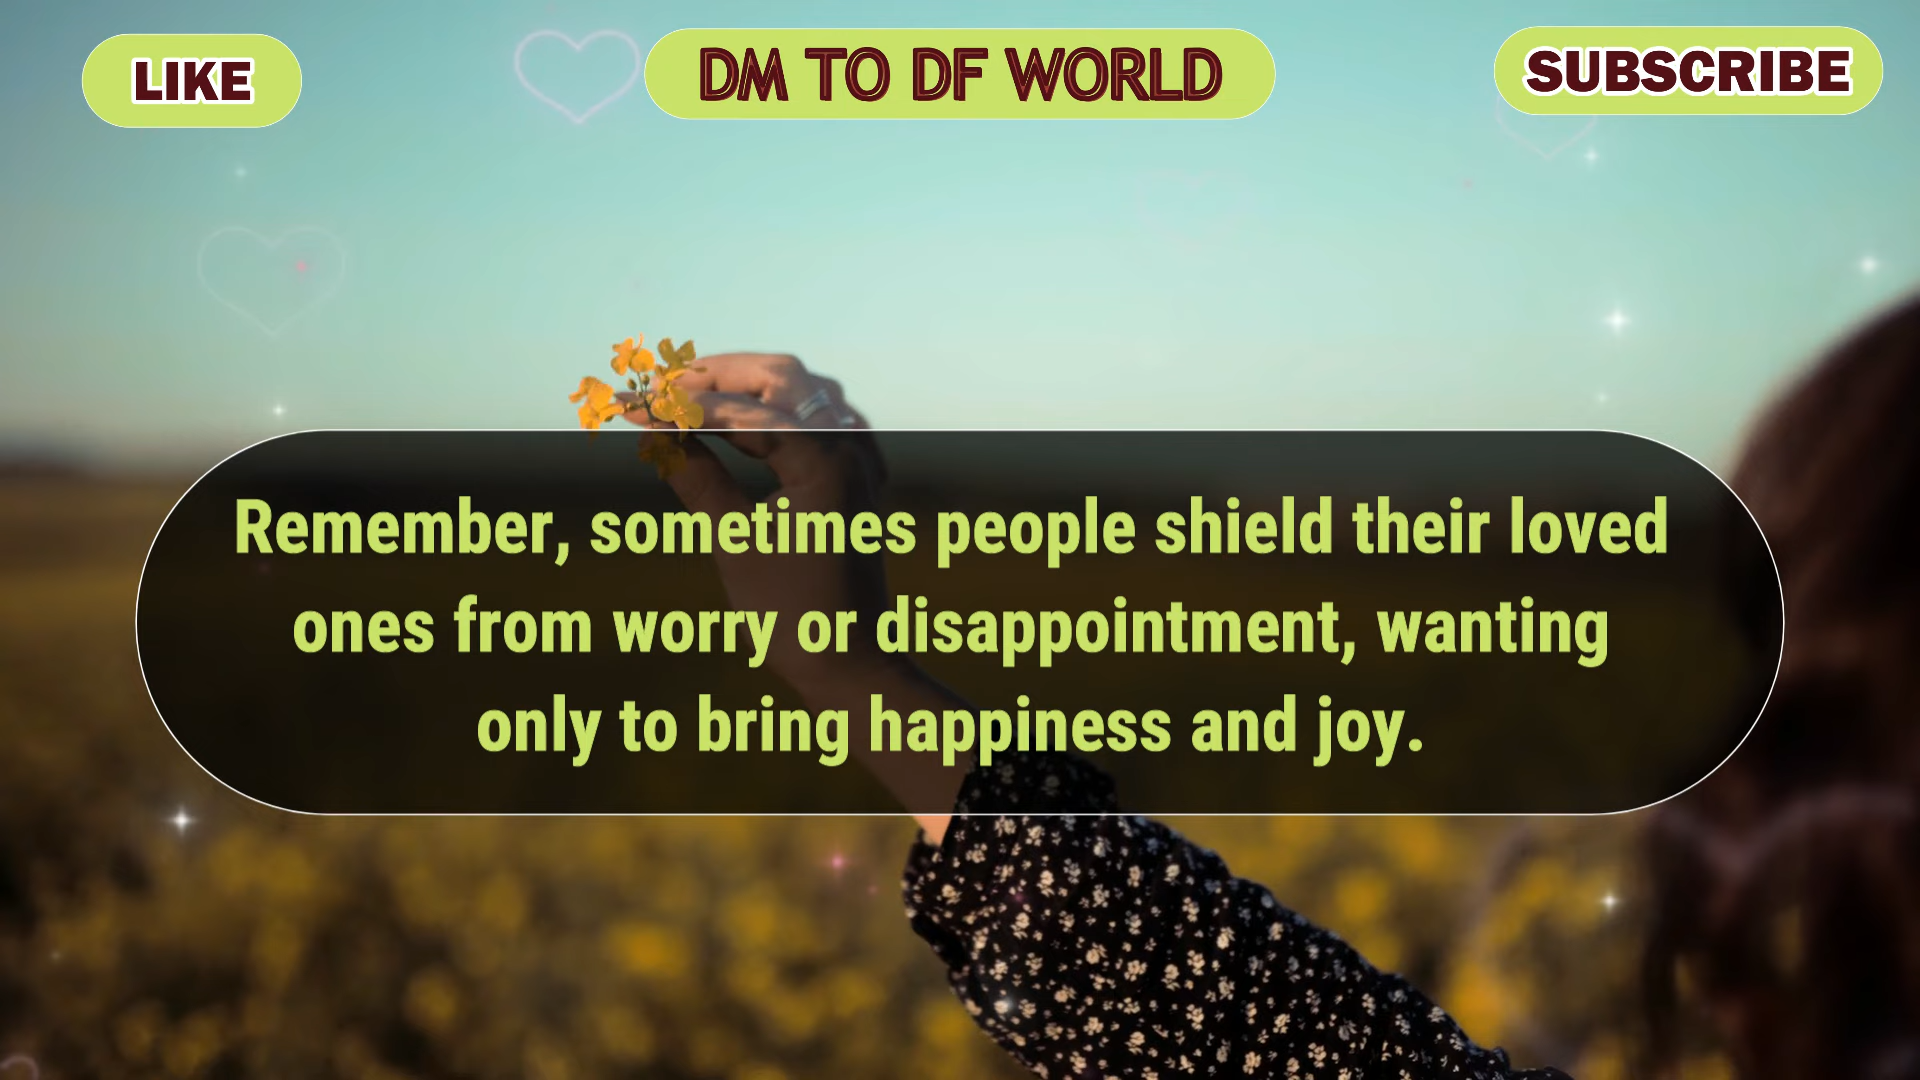 LIKE
DM TO DF WORLD
SUBSCRIBE
Remember, sometimes people shield their loved
ones from worry or disappointment, wanting
only to bring happiness and joy.